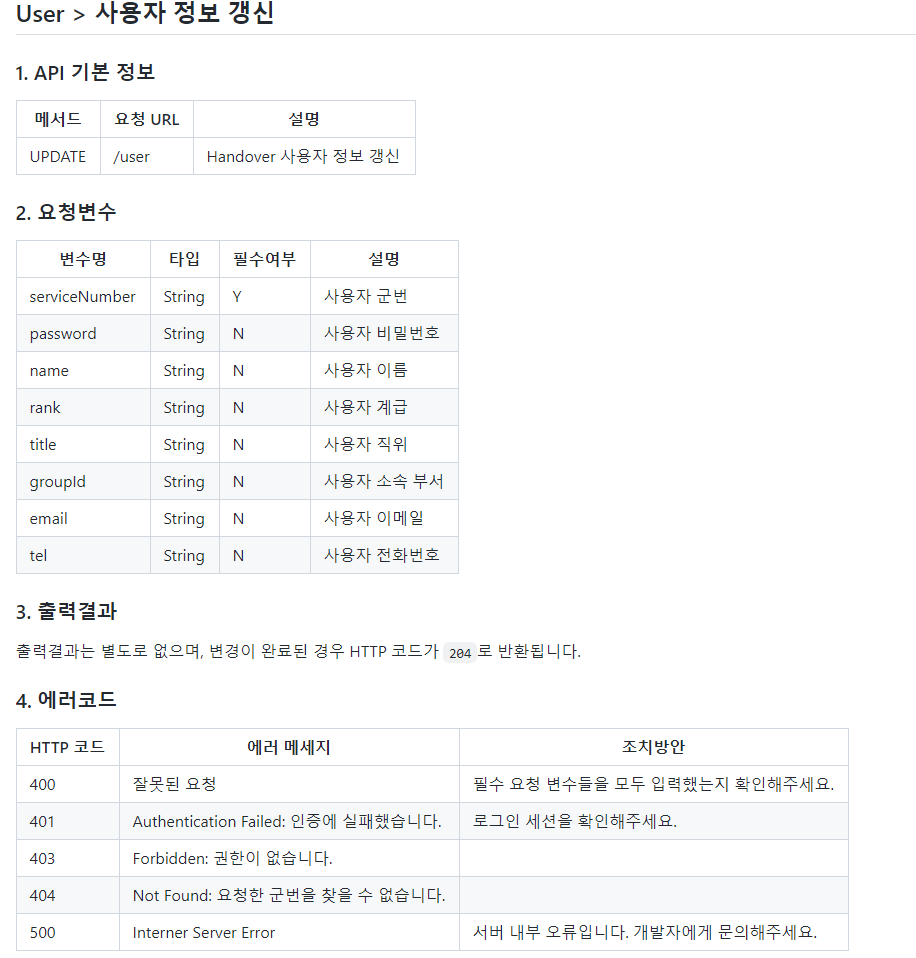 User > 사용자 정보 갱신
1. API 기본 정보
메서드 요청 URL 설명
UPDATE /user Handover 사용자 정보 갱신
2. 요청변수
변수명 타입 필수여부 설명
serviceNumber String Y 사용자 군번
password String N 사용자 비밀번호
name String N 사용자 이름
rank String N 사용자 계급
title String N 사용자 직위
groupId String N 사용자 소속 부서
email String N 사용자 이메일
tel String N 사용자 전화번호
3. 출력결과
출력결과는 별도로 없으며, 변경이 완료된 경우 HTTP 코드가 204 로 반환됩니다.
4. 에러코드
HTTP 코드 에러 메세지 조치방안
400 잘못된 요청 필수 요청 변수들을 모두 입력했는지 확인해주세요.
401 Authentication Failed: 인증에 실패했습니다. 로그인 세션을 확인해주세요.
403 Forbidden: 권한이 없습니다.
404 Not Found: 요청한 군번을 찾을 수 없습니다.
500 Interner Server Error 서버 내부 오류입니다. 개발자에게 문의해주세요.